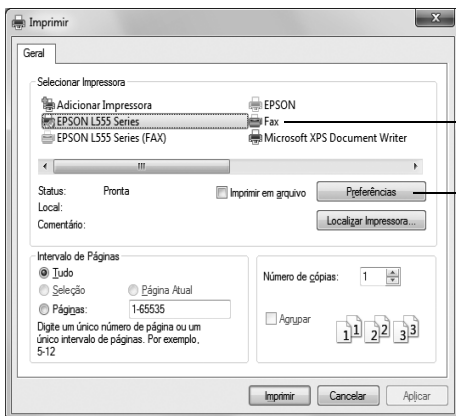 Imprimir
x
Geral
Selecionar Impressora
Adicionar Impressora
EPSON
EPSON L555 Series
Fax
EPSON L555 Series (FAX)
Microsoft XPS Document Writer
Status: Pronta
Imprimir em arquivo
Preferências
Local:
Comentário:
Localizar Impressora...
Intervalo de Páginas
Tudo
Seleção
Página Atual
Páginas: 1-65535
Digite um único número de página ou um
único intervalo de páginas. Por exemplo,
5-12
Número de cópias: 1
Agrupar
1 1 2 2 3 3
Imprimir
Cancelar
Aplicar